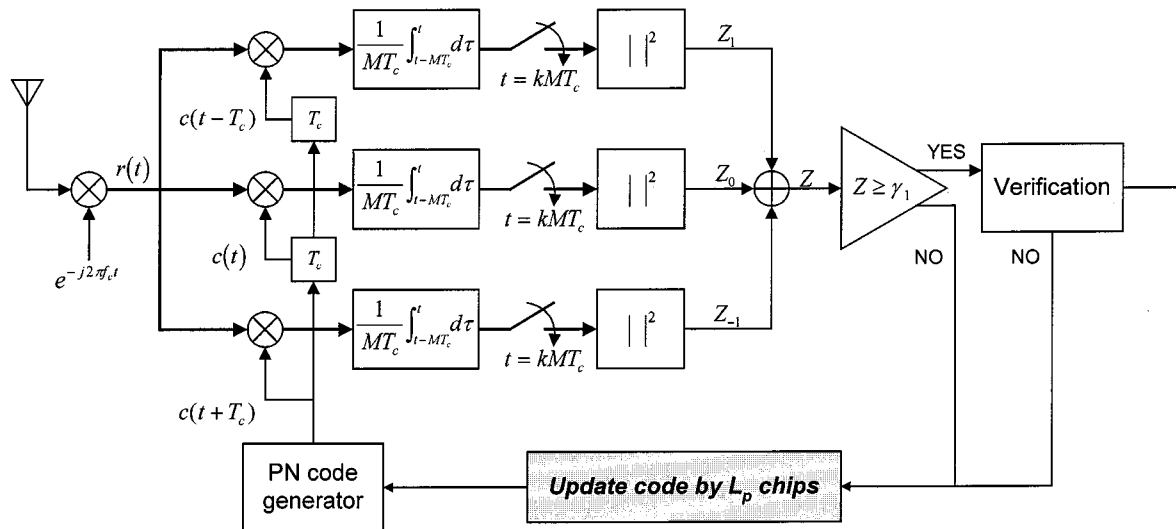 1/MT_c ∫_{t-MT_c}^{t} dτ
t = kMT_c
| |²
Z_1
c(t - T_c)
T_c
r(t)
1/MT_c ∫_{t-MT_c}^{t} dτ
t = kMT_c
| |²
Z_0
Z
Z ≥ γ_1
YES
Verification
NO
NO
e^{-j2πf_c t}
c(t)
T_c
1/MT_c ∫_{t-MT_c}^{t} dτ
t = kMT_c
| |²
Z_{-1}
c(t + T_c)
PN code
generator
Update code by L_p chips